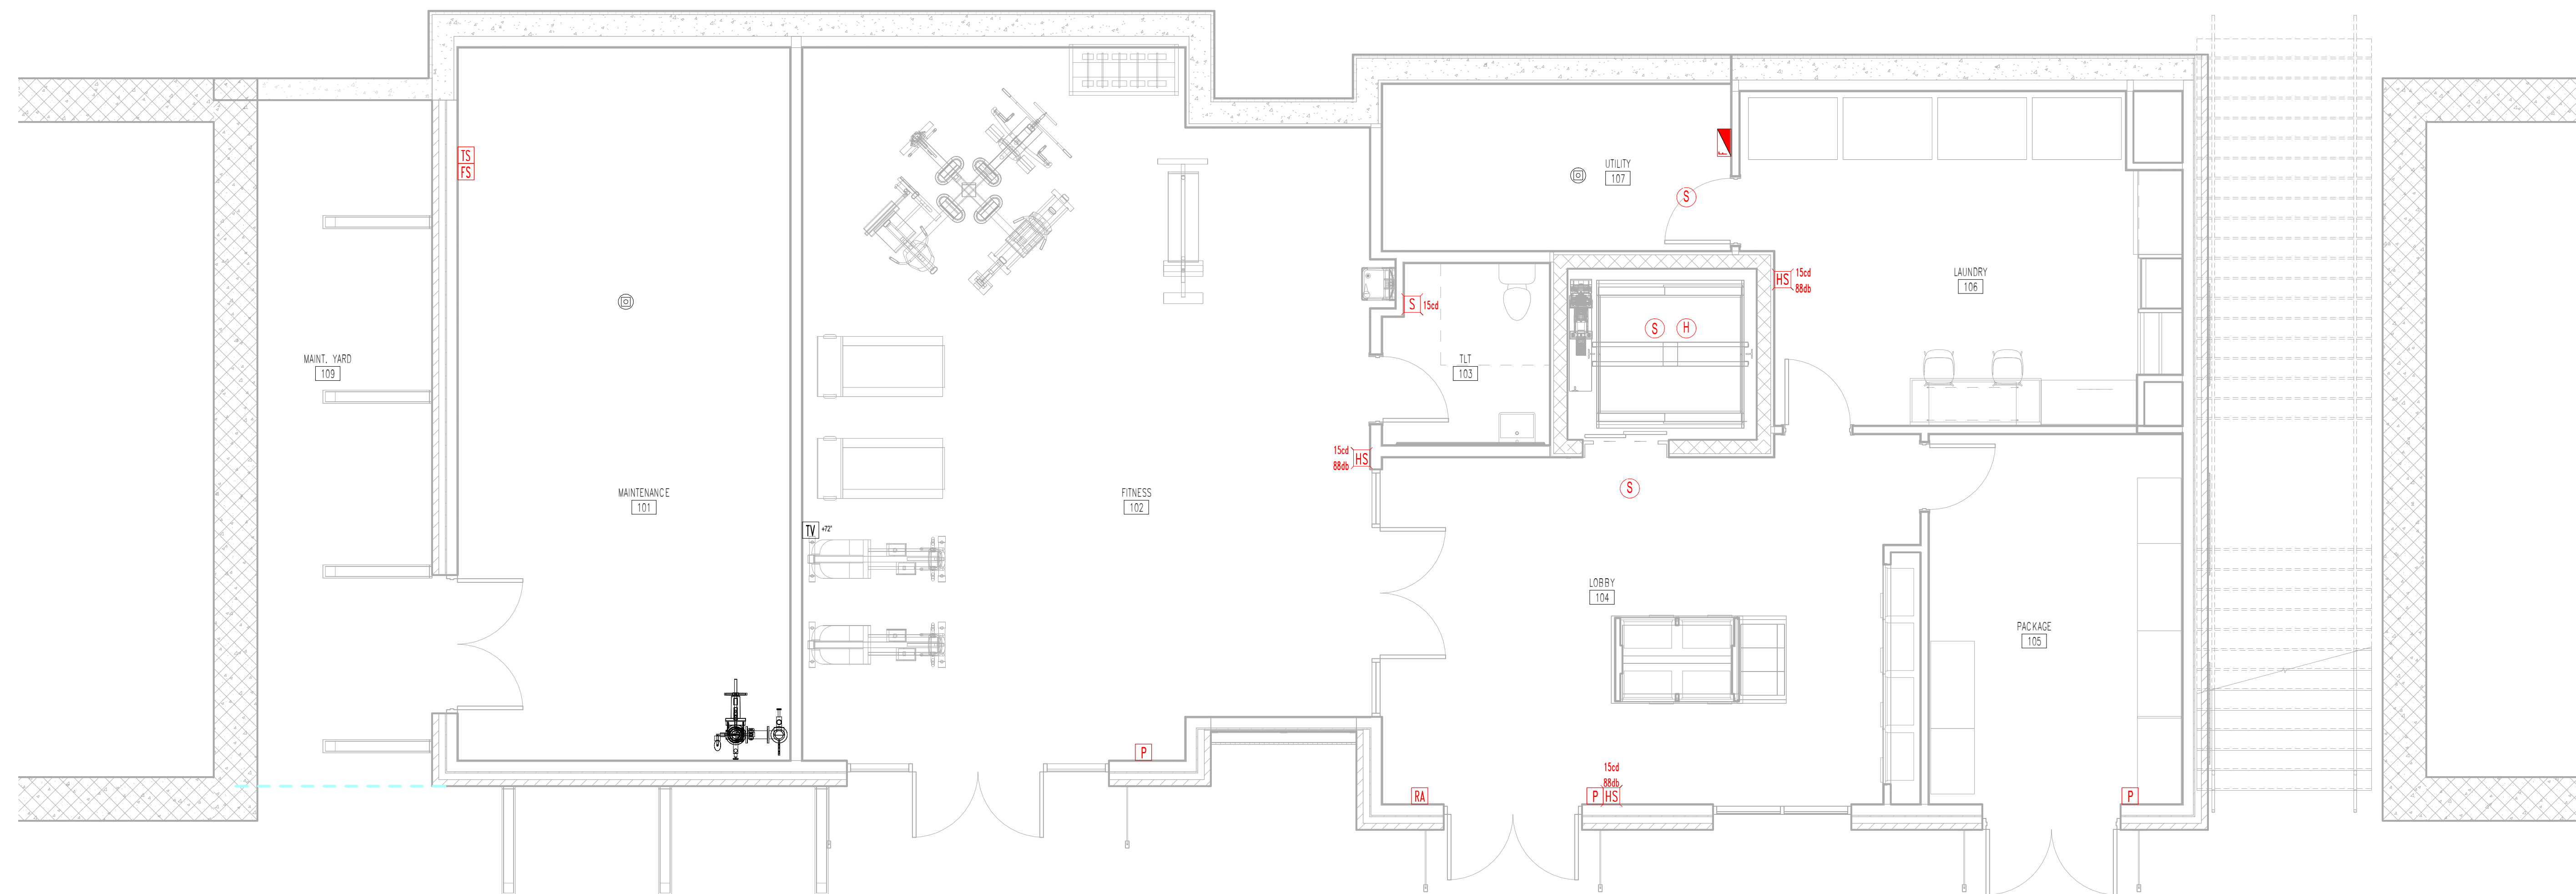 TS
FS
UTILITY
107
S
HS 15cd
88db
LAUNDRY
106
S 15cd
S H
MAINT. YARD
109
TLT
103
15cd
88db HS
MAINTENANCE
101
FITNESS
102
S
TV +72"
LOBBY
104
PACKAGE
105
P
RA
15cd
88db
P HS
P